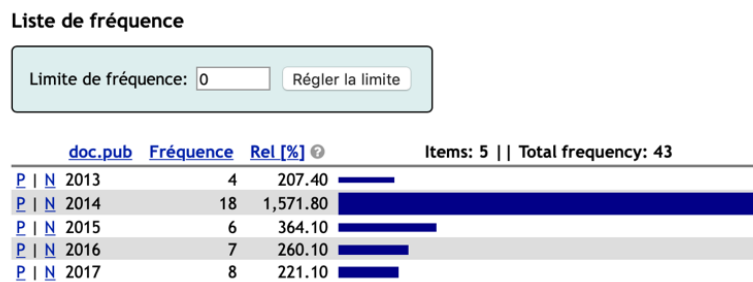 Liste de fréquence
Limite de fréquence: 0 Régler la limite
doc.pub Fréquence Rel [%] ? Items: 5 || Total frequency: 43
P | N 2013 4 207.40
P | N 2014 18 1,571.80
P | N 2015 6 364.10
P | N 2016 7 260.10
P | N 2017 8 221.10